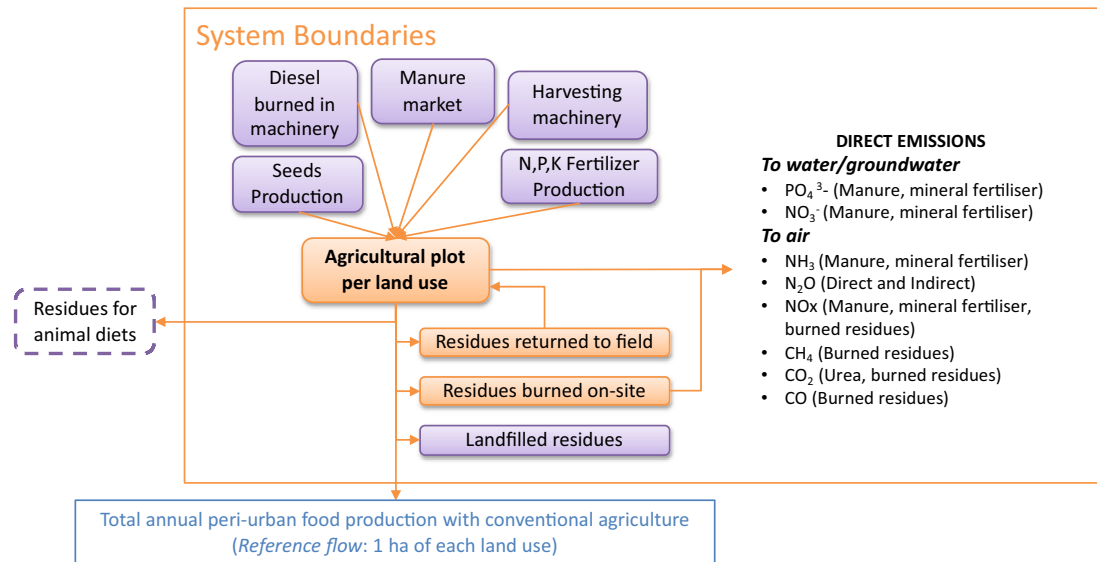 System Boundaries
Diesel
burned in
machinery
Manure
market
Harvesting
machinery
Seeds
Production
N,P,K Fertilizer
Production
Agricultural plot
per land use
Residues for
animal diets
Residues returned to field
Residues burned on-site
Landfilled residues
DIRECT EMISSIONS
To water/groundwater
• PO₄³- (Manure, mineral fertiliser)
• NO₃⁻ (Manure, mineral fertiliser)
To air
• NH₃ (Manure, mineral fertiliser)
• N₂O (Direct and Indirect)
• NOx (Manure, mineral fertiliser,
burned residues)
• CH₄ (Burned residues)
• CO₂ (Urea, burned residues)
• CO (Burned residues)
Total annual peri-urban food production with conventional agriculture
(Reference flow: 1 ha of each land use)